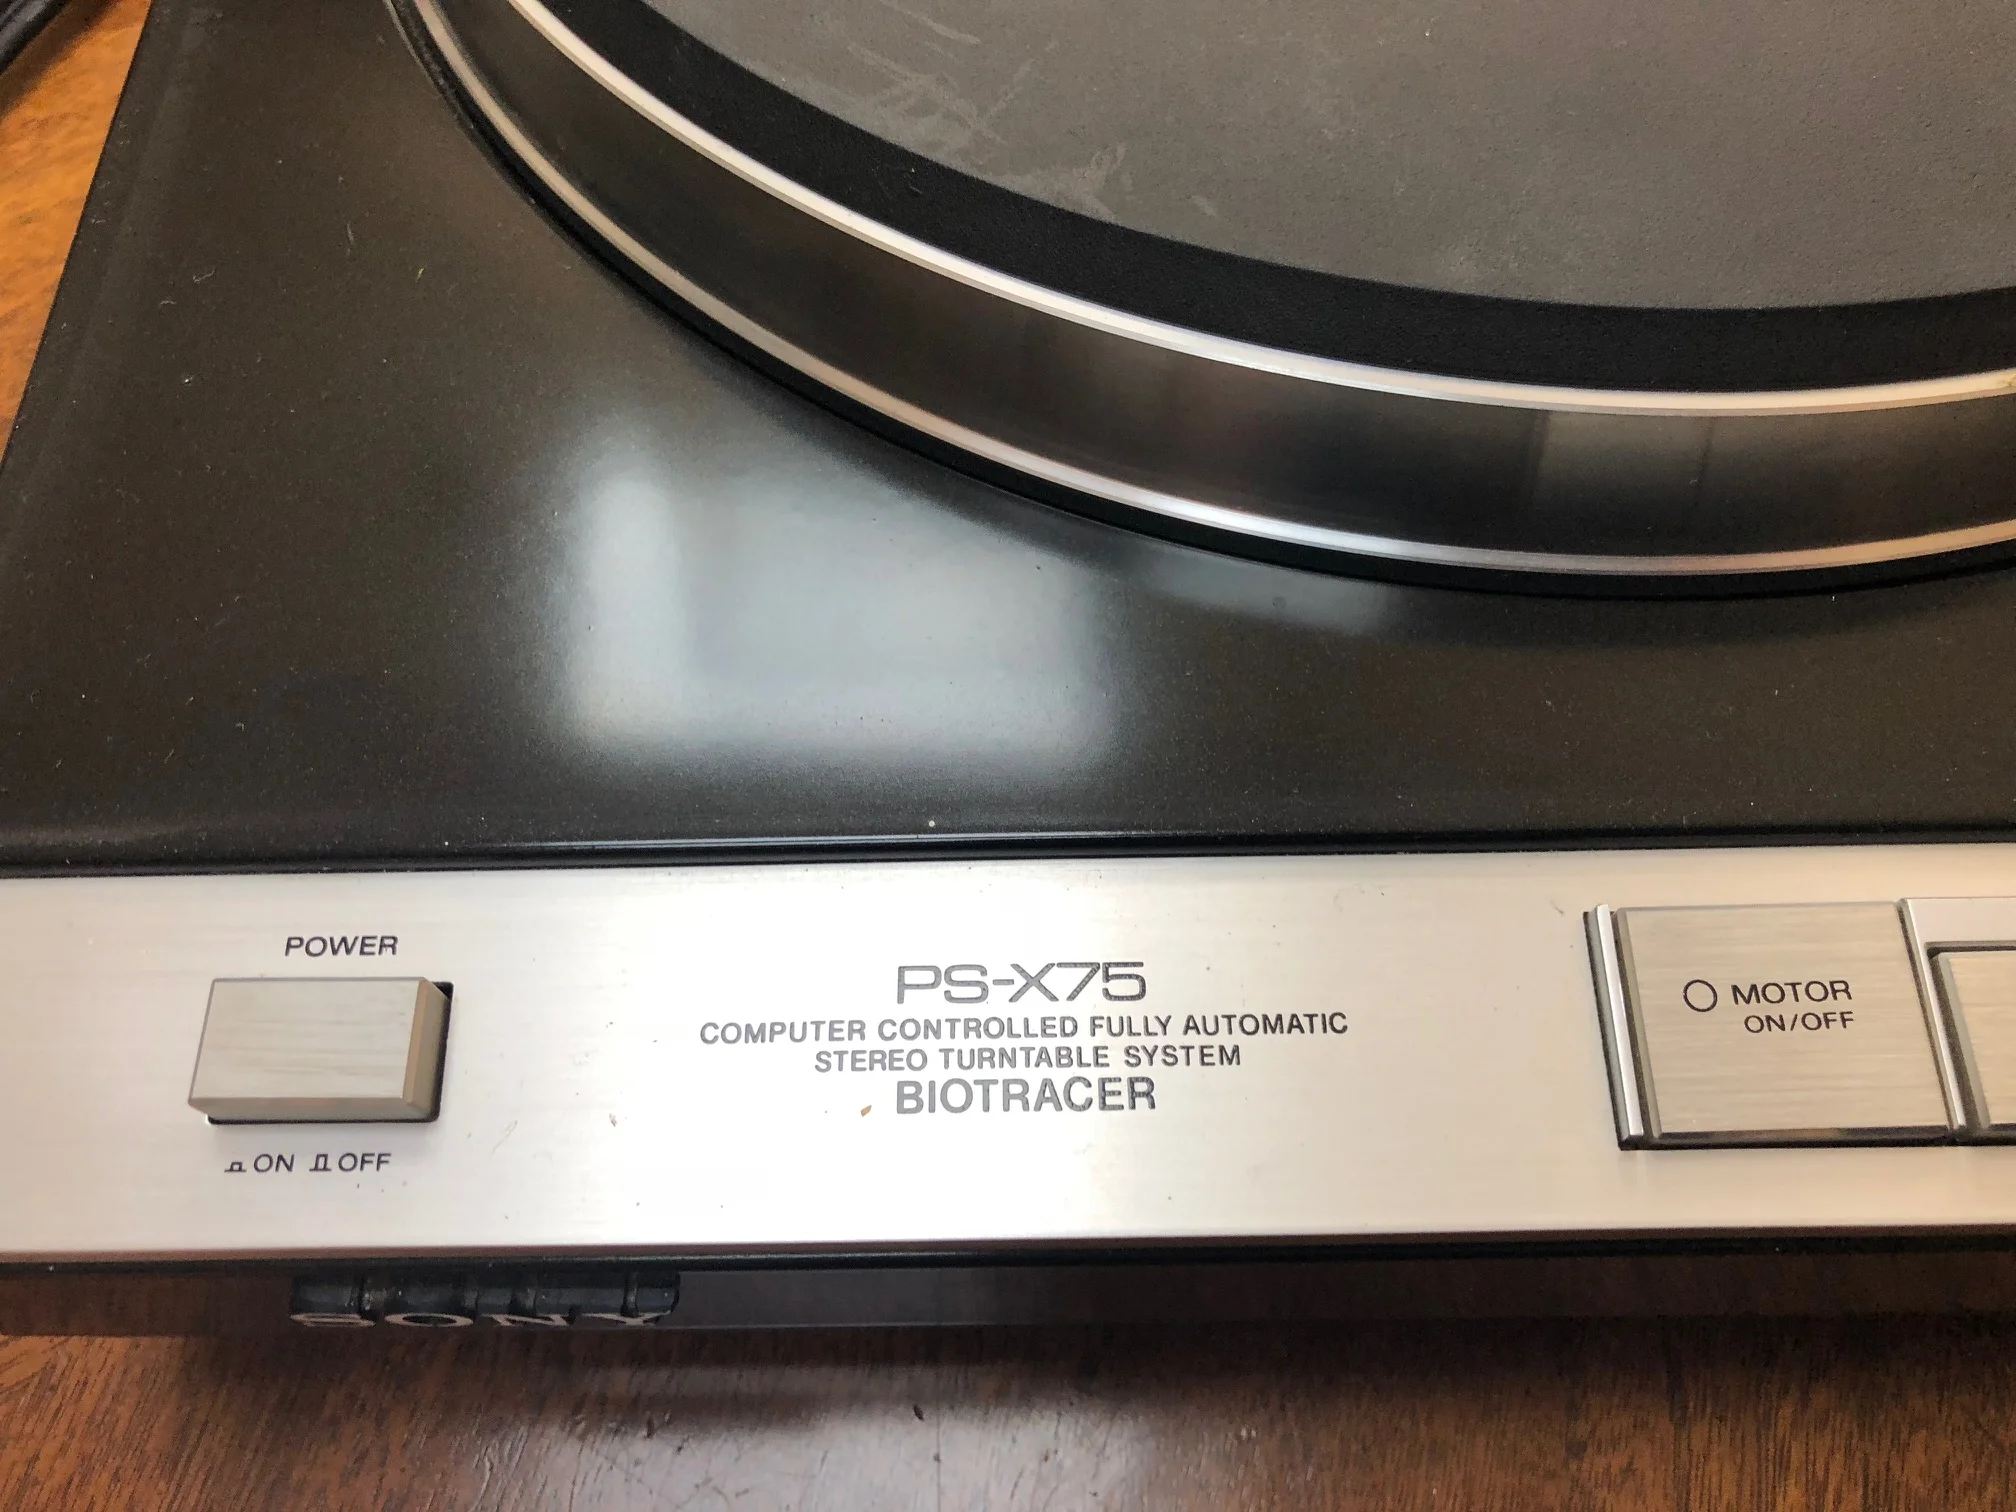 POWER
ON OFF
PS-X75
COMPUTER CONTROLLED FULLY AUTOMATIC
STEREO TURNTABLE SYSTEM
BIOTRACER
MOTOR
ON/OFF
SONY